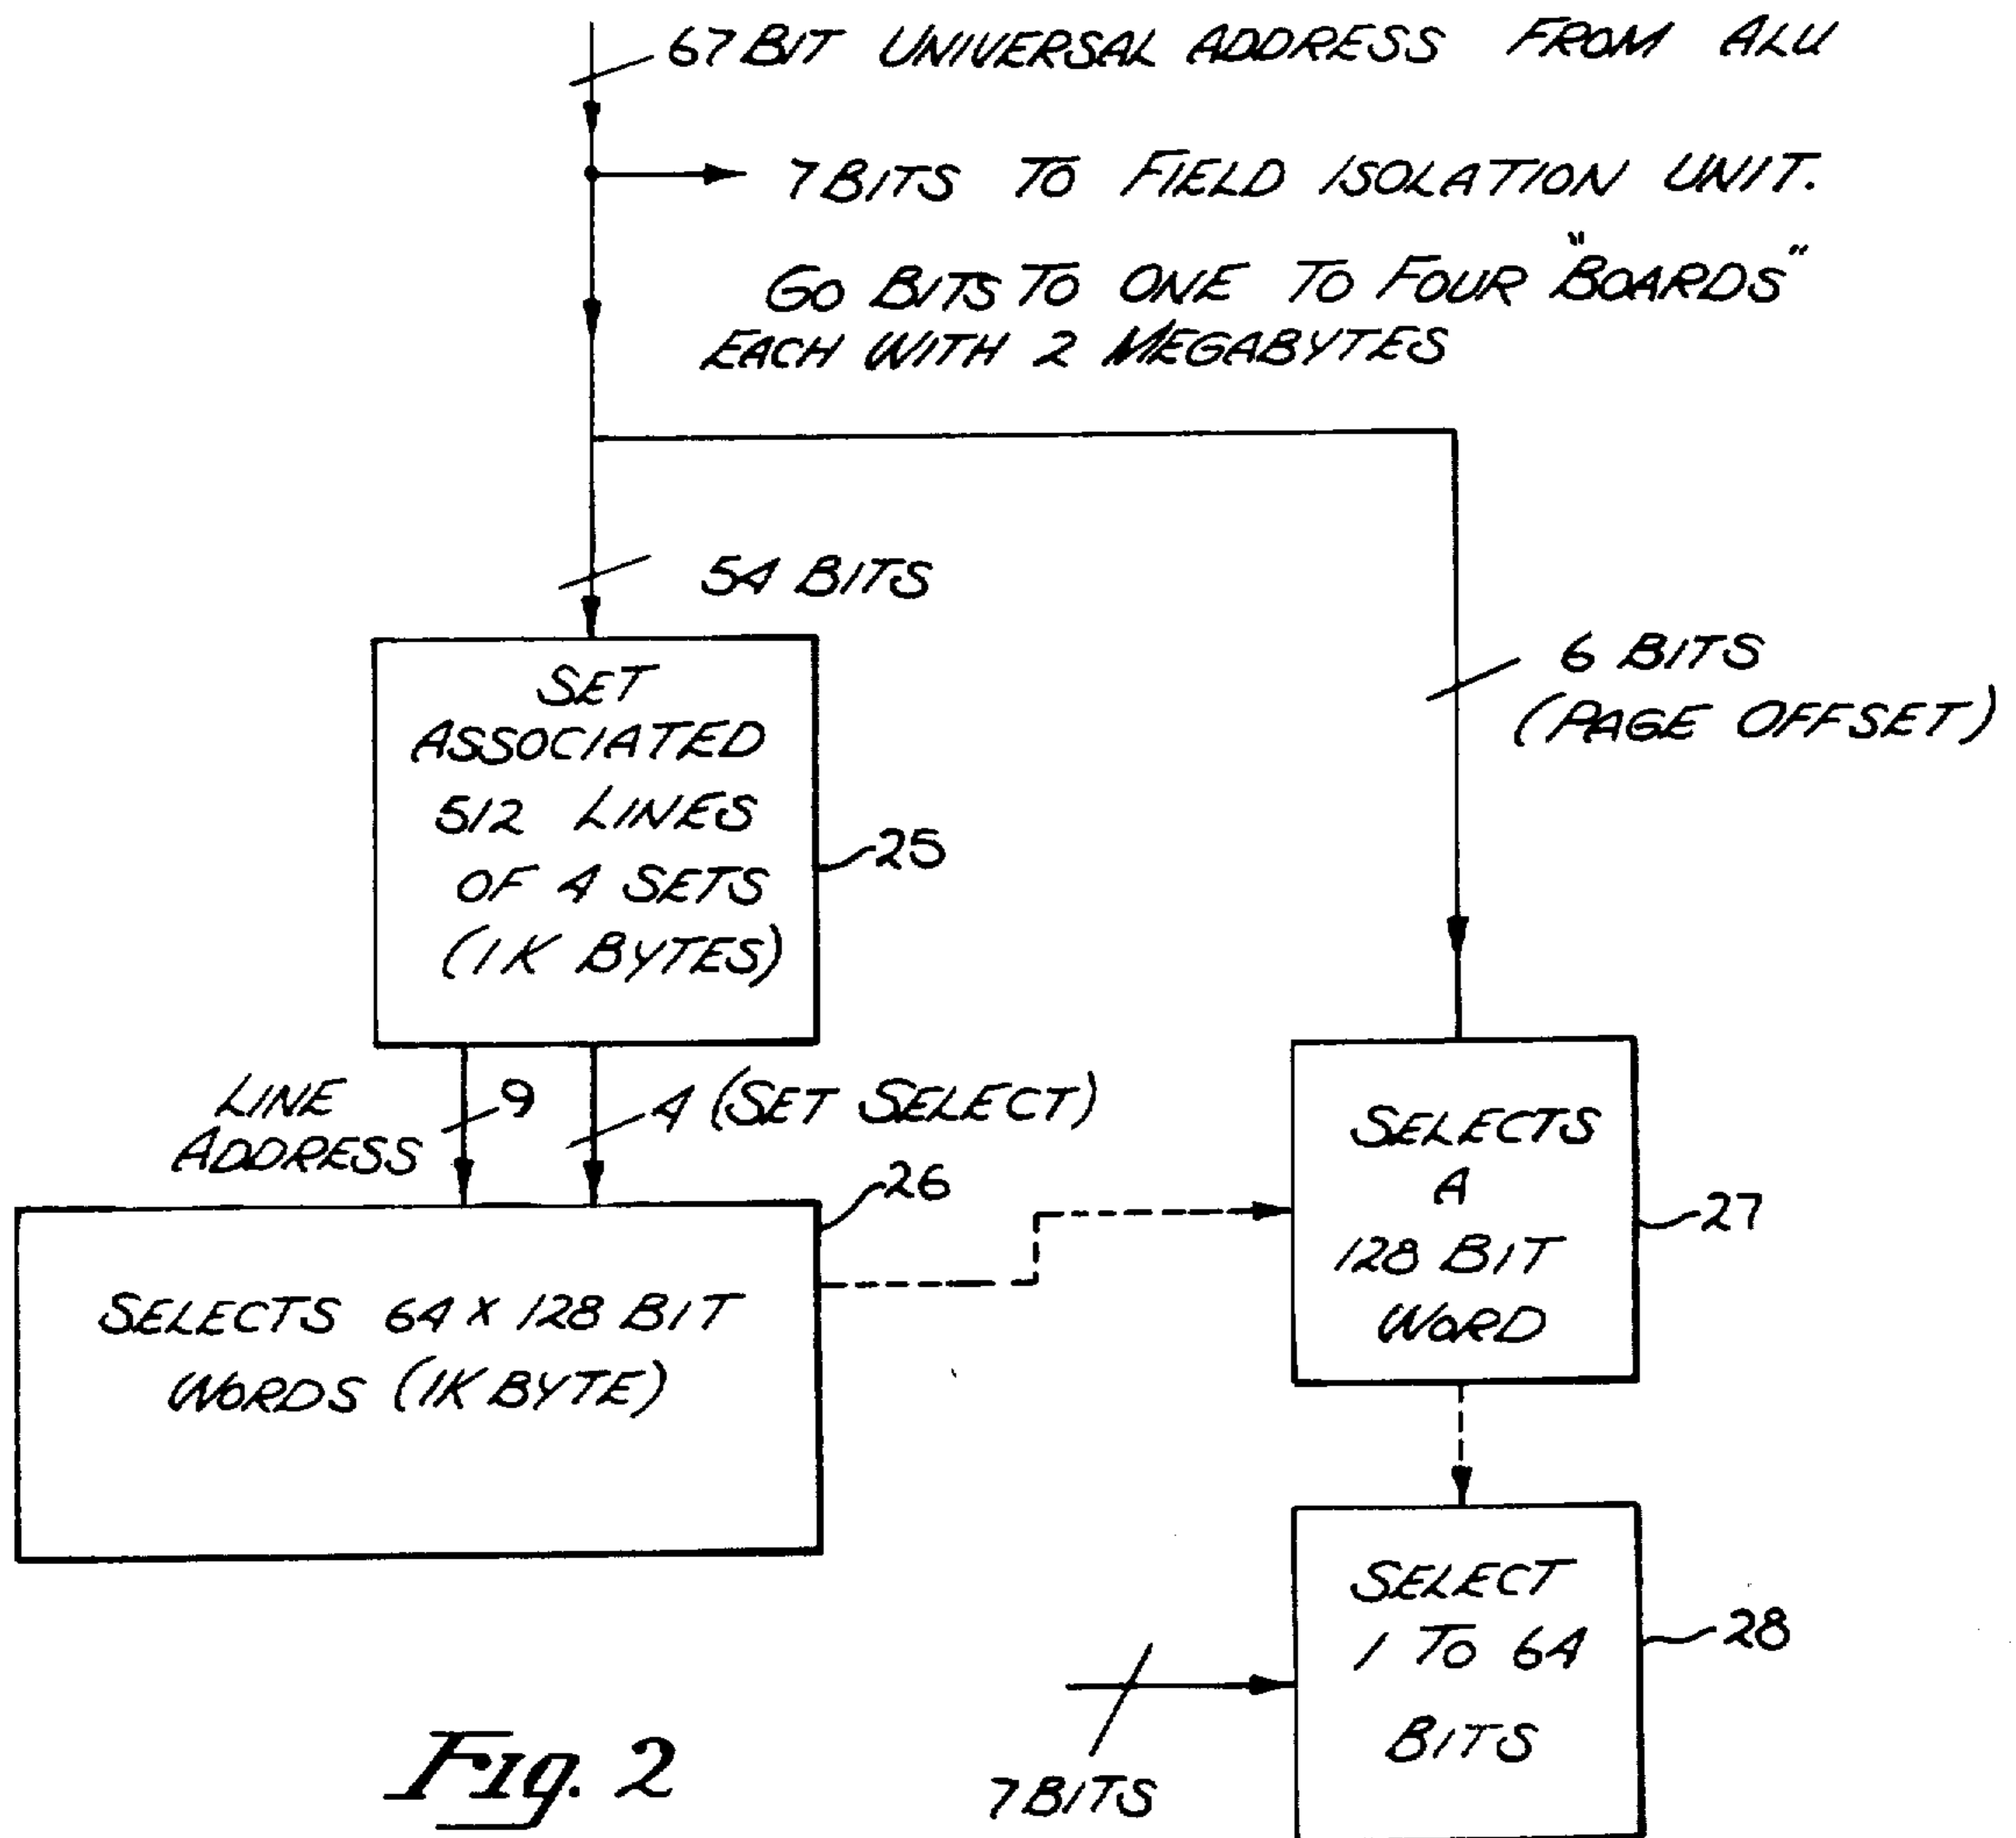 67 BIT UNIVERSAL ADDRESS FROM ALU
7 BITS TO FIELD ISOLATION UNIT.
60 BITS TO ONE TO FOUR "BOARDS"
EACH WITH 2 MEGABYTES
54 BITS
6 BITS
(PAGE OFFSET)
SET
ASSOCIATED
512 LINES
OF 4 SETS
(1K BYTES)
25
LINE
ADDRESS
9
4 (SET SELECT)
26
SELECTS 64 X 128 BIT
WORDS (1K BYTE)
SELECTS
A
128 BIT
WORD
27
SELECT
1 TO 64
BITS
28
7 BITS
Fig. 2